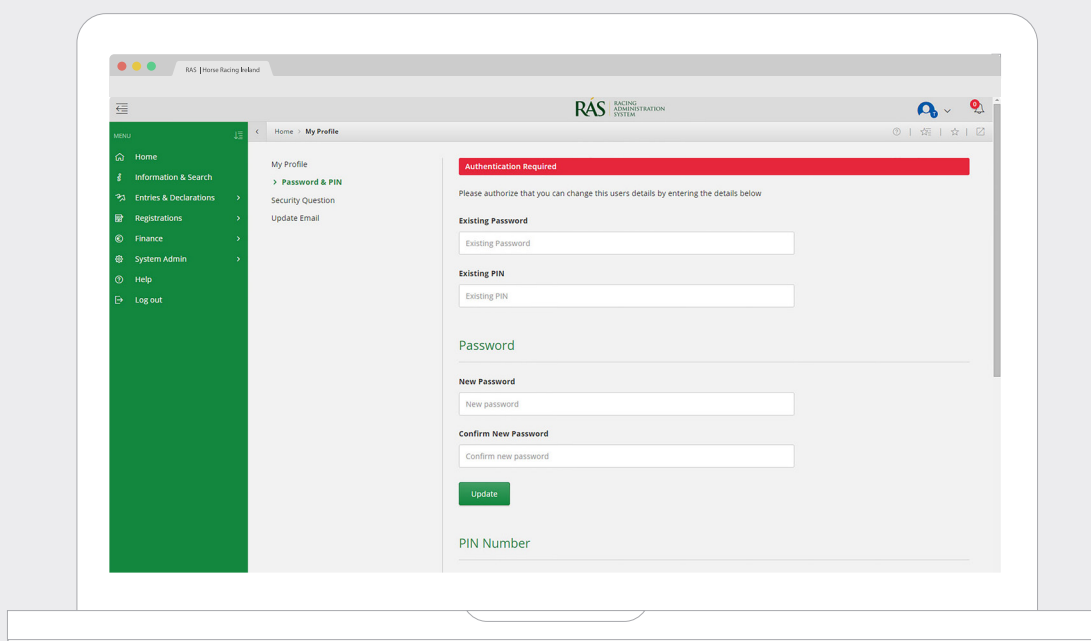 RAS | Horse Racing Ireland
RÁS RACING
ADMINISTRATION
SYSTEM
0
MENU
Home
Information & Search
Entries & Declarations
Registrations
Finance
System Admin
Help
Log out
Home > My Profile
My Profile
> Password & PIN
Security Question
Update Email
Authentication Required
Please authorize that you can change this users details by entering the details below
Existing Password
Existing Password
Existing PIN
Existing PIN
Password
New Password
New password
Confirm New Password
Confirm new password
Update
PIN Number